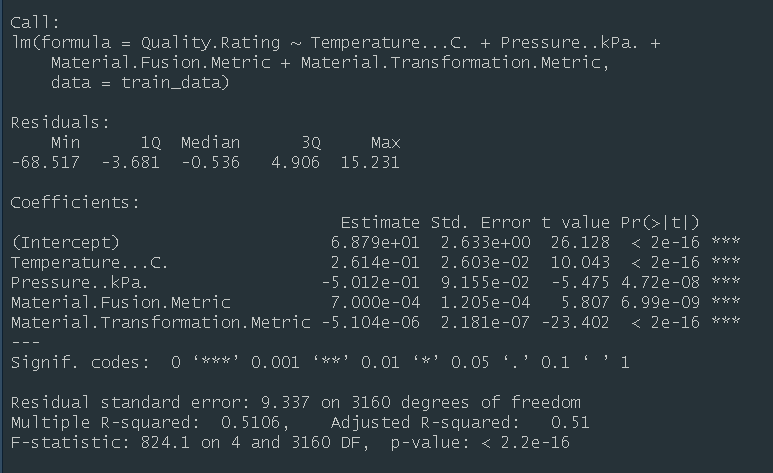 Call:
lm(formula = Quality.Rating ~ Temperature...C. + Pressure..kPa. +
    Material.Fusion.Metric + Material.Transformation.Metric,
    data = train_data)

Residuals:
    Min      1Q  Median      3Q     Max
-68.517  -3.681  -0.536   4.906  15.231

Coefficients:
                                 Estimate Std. Error t value Pr(>|t|)
(Intercept)                     6.879e+01  2.633e+00  26.128  < 2e-16 ***
Temperature...C.                2.614e-01  2.603e-02  10.043  < 2e-16 ***
Pressure..kPa.                 -5.012e-01  9.155e-02  -5.475 4.72e-08 ***
Material.Fusion.Metric          7.000e-04  1.205e-04   5.807 6.99e-09 ***
Material.Transformation.Metric -5.104e-06  2.181e-07 -23.402  < 2e-16 ***
---
Signif. codes:  0 ‘***’ 0.001 ‘**’ 0.01 ‘*’ 0.05 ‘.’ 0.1 ‘ ’ 1

Residual standard error: 9.337 on 3160 degrees of freedom
Multiple R-squared:  0.5106,	Adjusted R-squared:   0.51
F-statistic: 824.1 on 4 and 3160 DF,  p-value: < 2.2e-16